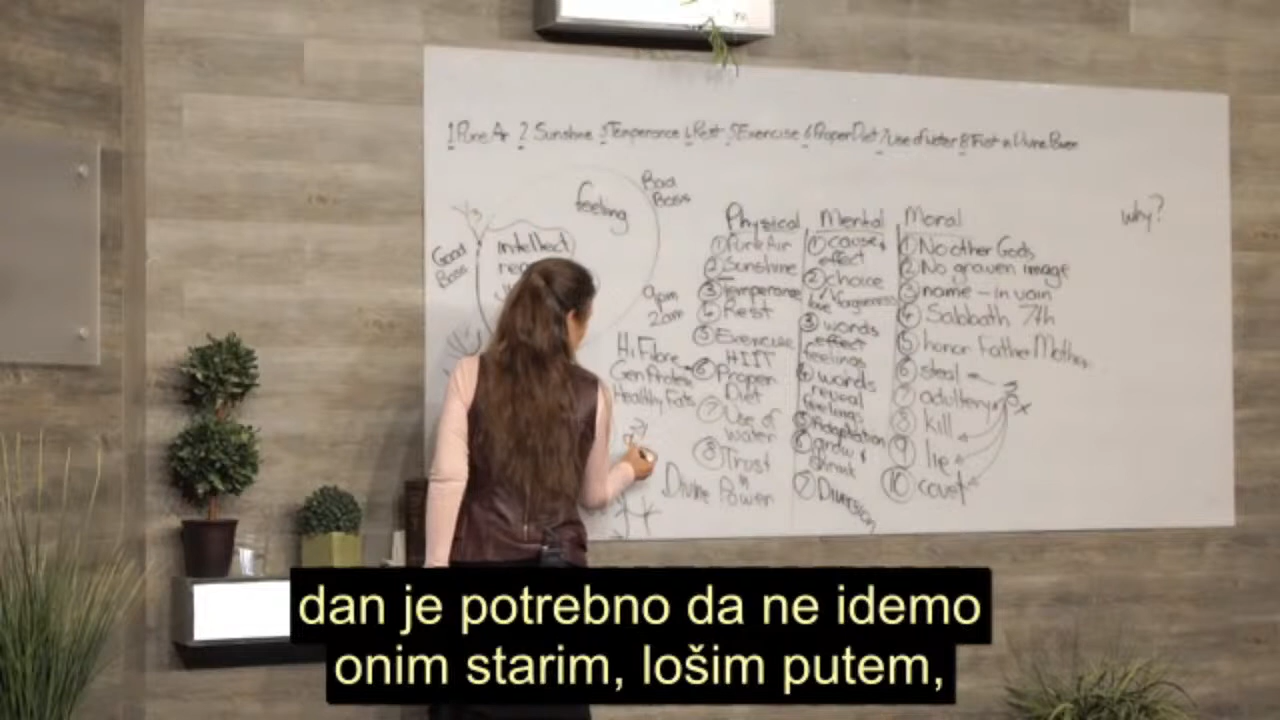 1 Pure Air 2 Sunshine 3 Temperance 4 Rest 5 Exercise 6 Proper Diet 7 Use of water 8 Trust in Divine Power
feeling
Bad
Boss
Good
Boss
intellect
9pm
2am
Hi Fibre
Gen Protein
Healthy Fats
Physical
① Pure Air
② Sunshine
③ Temperance
④ Rest
⑤ Exercise
HIIT
⑥ Proper
Diet
⑦ Use of
water
⑧ Trust
in
Divine Power
Mental
① cause &
effect
② choice
love forgiveness
③ words
effect
feelings
④ words
reveal
feelings
⑤ Adaptation
⑥ grow &
shrink
⑦ Diversion
Moral
① No other Gods
② No graven image
③ name - in vain
④ Sabbath 7th
⑤ honor Father Mother
⑥ steal
⑦ adultery
⑧ kill
⑨ lie
⑩ covet
why?
dan je potrebno da ne idemo
onim starim, lošim putem,